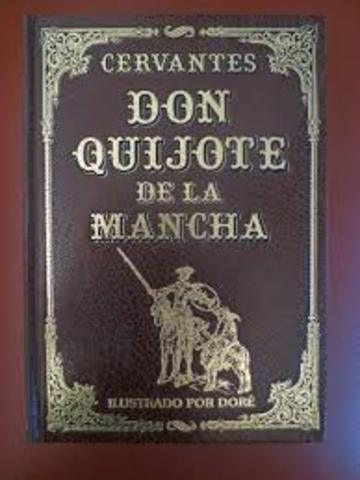 CERVANTES
DON
QUIJOTE
DE LA
MANCHA
ILUSTRADO POR DORÉ